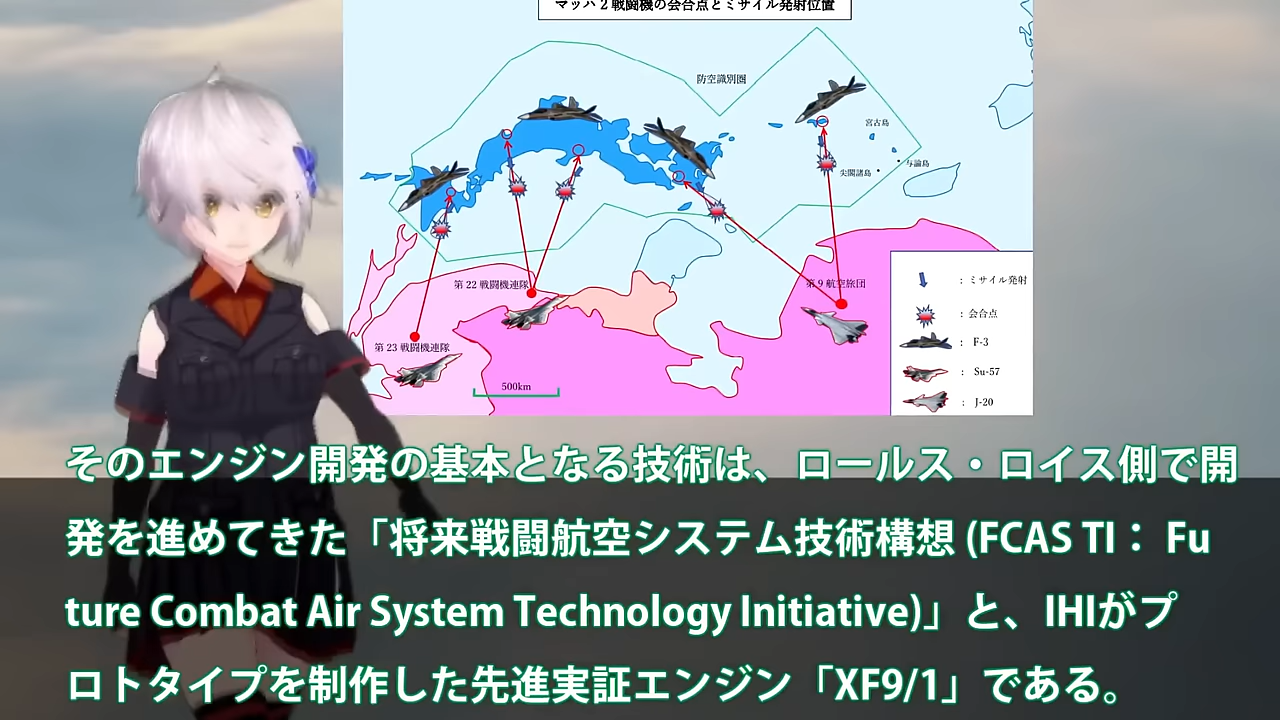 マッハ2戦闘機の会合点とミサイル発射位置
防空識別圏
宮古島
与論島
尖閣諸島
第22戦闘機連隊
第9航空旅団
第23戦闘機連隊
500km
：ミサイル発射
：会合点
： F-3
： Su-57
： J-20
そのエンジン開発の基本となる技術は、ロールス・ロイス側で開
発を進めてきた「将来戦闘航空システム技術構想 (FCAS TI： Fu
ture Combat Air System Technology Initiative)」と、IHIがプ
ロトタイプを制作した先進実証エンジン「XF9/1」である。